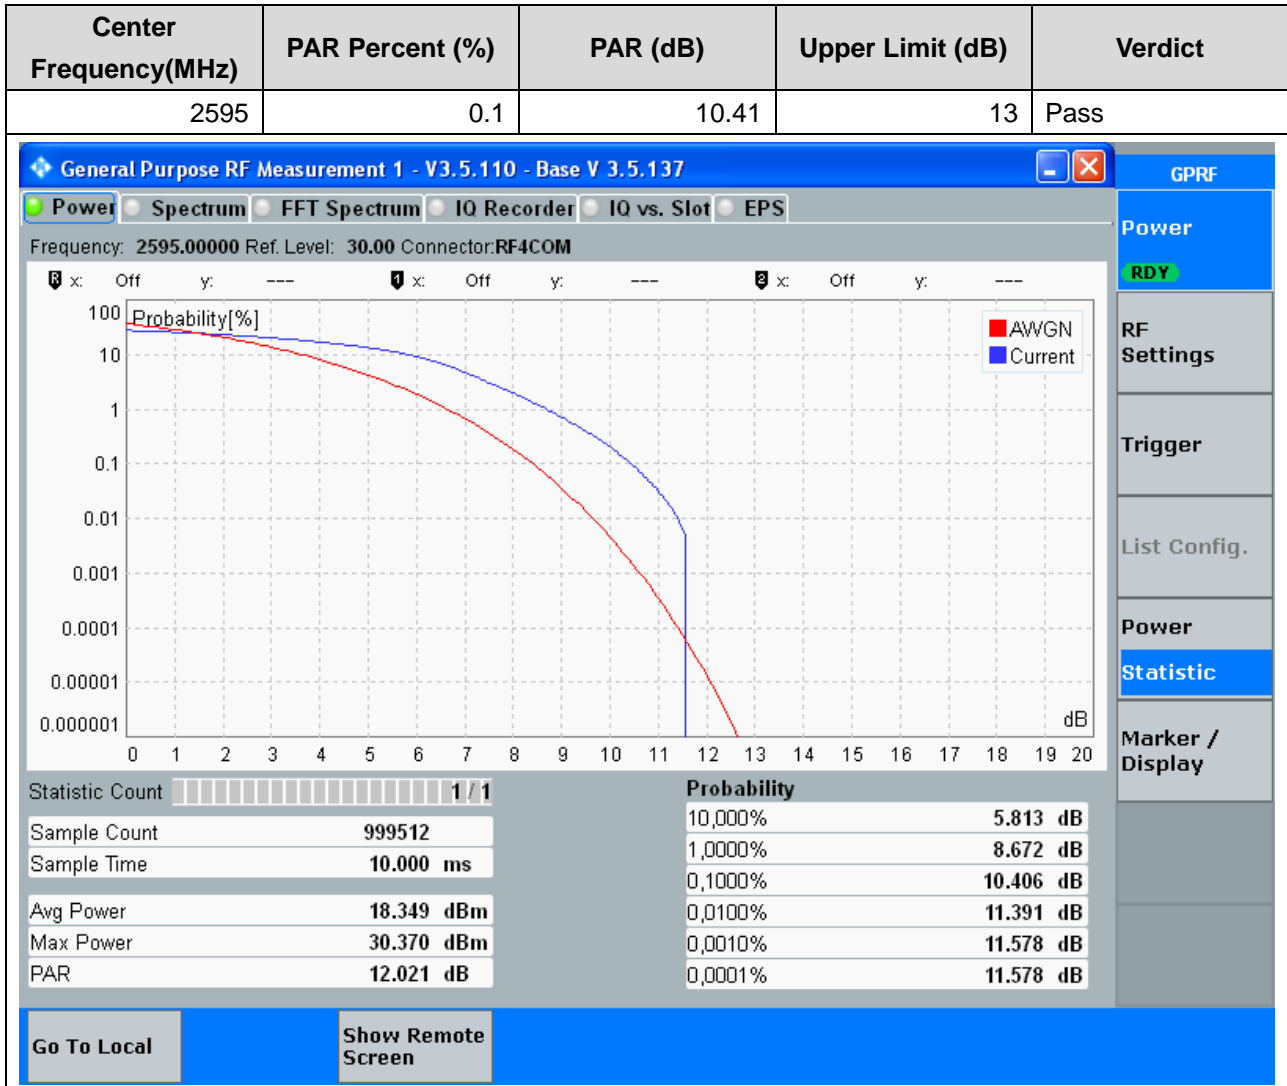 Center Frequency(MHz) PAR Percent (%) PAR (dB) Upper Limit (dB) Verdict
2595 0.1 10.41 13 Pass
General Purpose RF Measurement 1 - V3.5.110 - Base V 3.5.137
GPRF
Power Spectrum FFT Spectrum IQ Recorder IQ vs. Slot EPS
Frequency: 2595.00000 Ref. Level: 30.00 Connector:RF4COM
R x: Off y: --- 1 x: Off y: --- 2 x: Off y: ---
Probability[%]
AWGN
Current
100
10
1
0.1
0.01
0.001
0.0001
0.00001
0.000001
dB
0 1 2 3 4 5 6 7 8 9 10 11 12 13 14 15 16 17 18 19 20
Statistic Count 1 / 1
Sample Count 999512
Sample Time 10.000 ms
Avg Power 18.349 dBm
Max Power 30.370 dBm
PAR 12.021 dB
Probability
10,000% 5.813 dB
1,0000% 8.672 dB
0,1000% 10.406 dB
0,0100% 11.391 dB
0,0010% 11.578 dB
0,0001% 11.578 dB
Power
RDY
RF
Settings
Trigger
List Config.
Power
Statistic
Marker /
Display
Go To Local
Show Remote
Screen